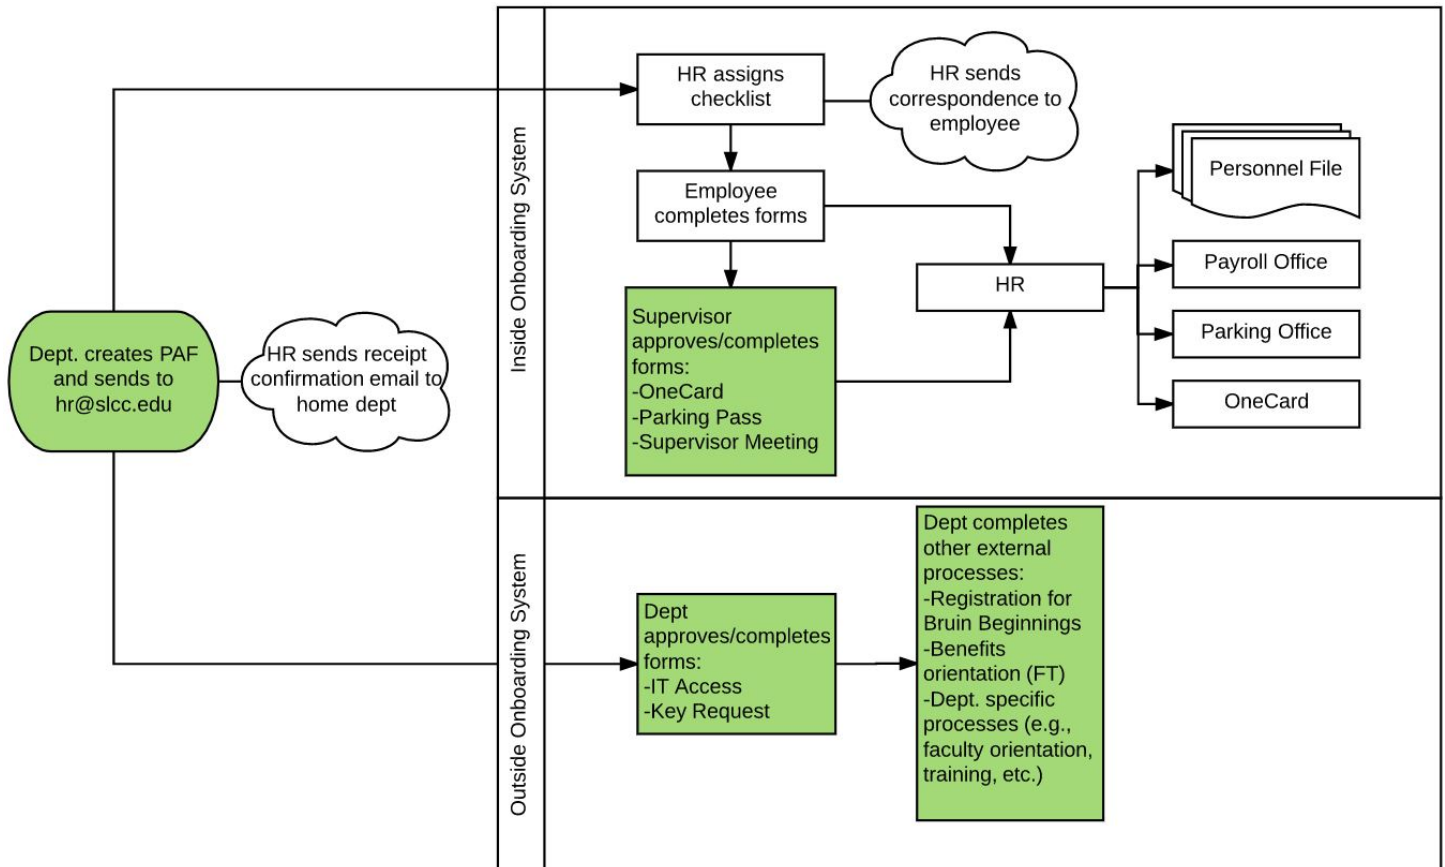 HR assigns
checklist
HR sends
correspondence to
employee
Inside Onboarding System
Employee
completes forms
Personnel File
Payroll Office
HR
Parking Office
OneCard
Supervisor
approves/completes
forms:
-OneCard
-Parking Pass
-Supervisor Meeting
Dept. creates PAF
and sends to
hr@slcc.edu
HR sends receipt
confirmation email to
home dept
Outside Onboarding System
Dept
approves/completes
forms:
-IT Access
-Key Request
Dept completes
other external
processes:
-Registration for
Bruin Beginnings
-Benefits
orientation (FT)
-Dept. specific
processes (e.g.,
faculty orientation,
training, etc.)